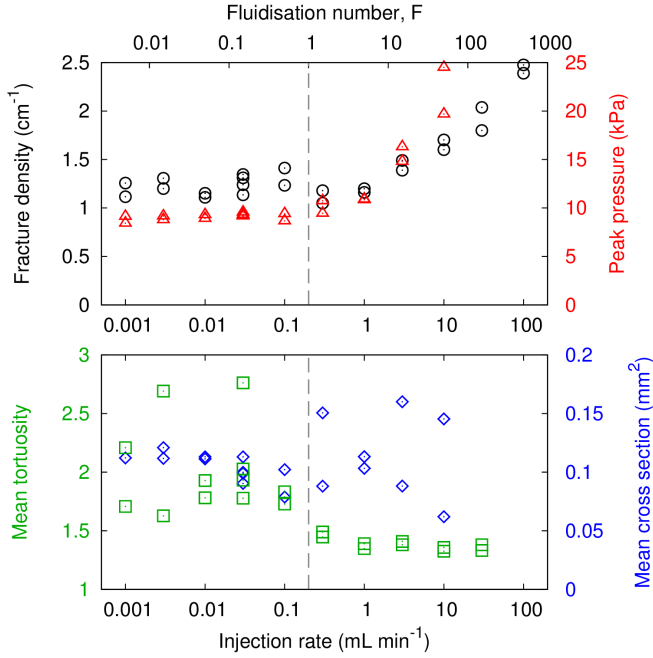 Fluidisation number, F
0.01 0.1 1 10 100 1000
Fracture density (cm-1)
2.5
2
1.5
1
0.5
0
25
20
15
10
5
0
Peak pressure (kPa)
0.001 0.01 0.1 1 10 100
Mean tortuosity
3
2.5
2
1.5
1
0.2
0.15
0.1
0.05
0
Mean cross section (mm2)
0.001 0.01 0.1 1 10 100
Injection rate (mL min-1)